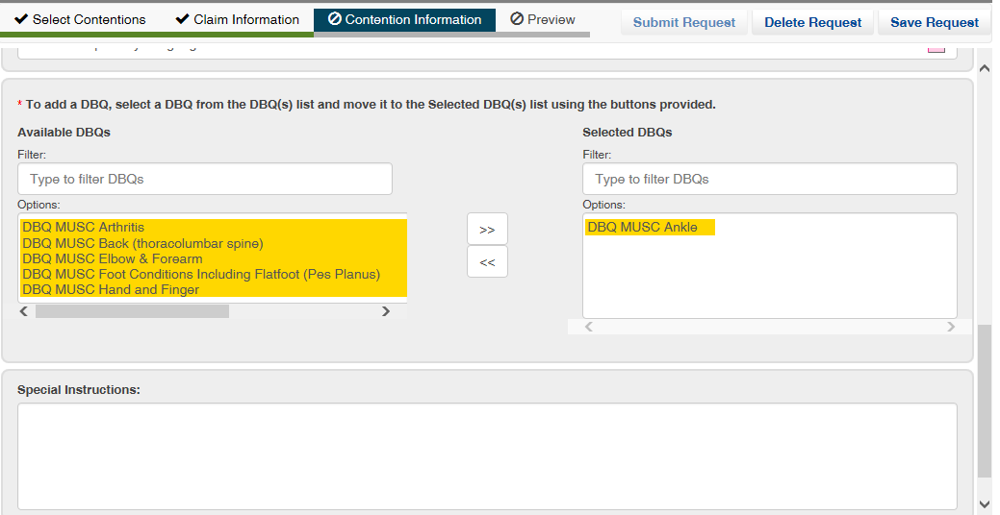 Select Contentions Claim Information Contention Information Preview Submit Request Delete Request Save Request
* To add a DBQ, select a DBQ from the DBQ(s) list and move it to the Selected DBQ(s) list using the buttons provided.
Available DBQs
Filter:
Type to filter DBQs
Options:
DBQ MUSC Arthritis
DBQ MUSC Back (thoracolumbar spine)
DBQ MUSC Elbow & Forearm
DBQ MUSC Foot Conditions Including Flatfoot (Pes Planus)
DBQ MUSC Hand and Finger
>>
<<
Selected DBQs
Filter:
Type to filter DBQs
Options:
DBQ MUSC Ankle
Special Instructions: